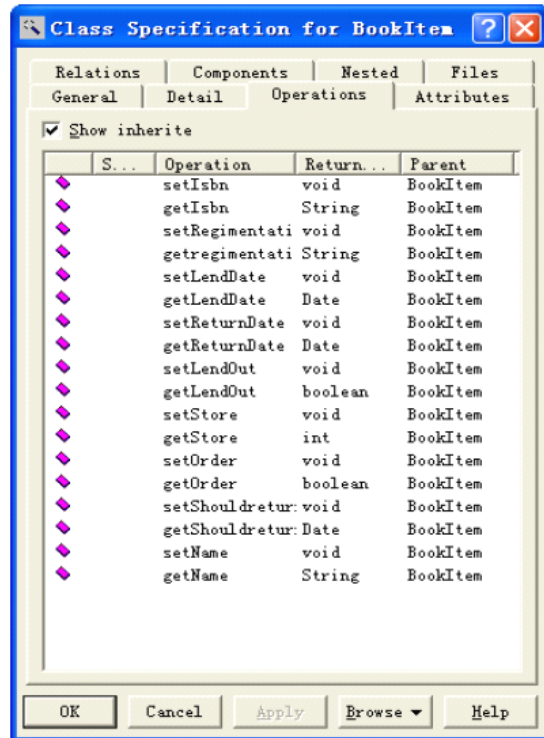 Class Specification for BookItem
Relations Components Nested Files
General Detail Operations Attributes
Show inherite
S... Operation Return... Parent
setIsbn void BookItem
getIsbn String BookItem
setRegimentati void BookItem
getregimentati String BookItem
setLendDate void BookItem
getLendDate Date BookItem
setReturnDate void BookItem
getReturnDate Date BookItem
setLendOut void BookItem
getLendOut boolean BookItem
setStore void BookItem
getStore int BookItem
setOrder void BookItem
getOrder boolean BookItem
setShouldretur: void BookItem
getShouldretur: Date BookItem
setName void BookItem
getName String BookItem
OK Cancel Apply Browse Help